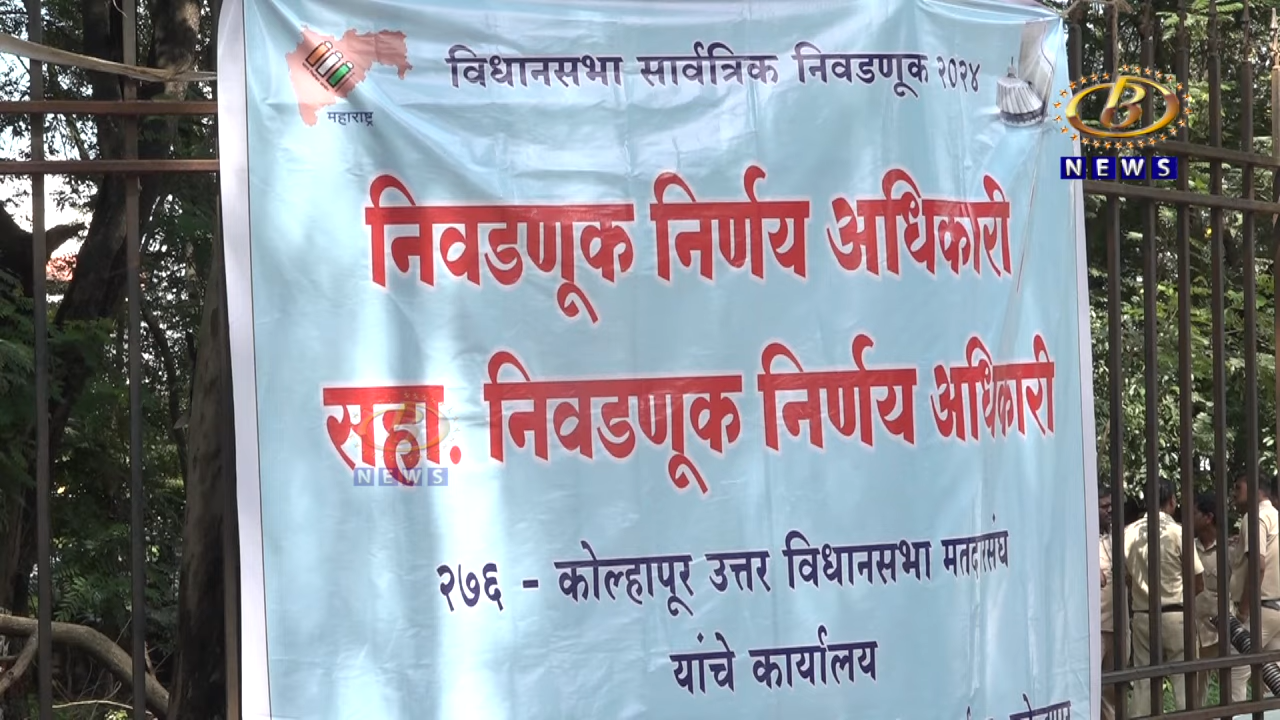 विधानसभा सार्वत्रिक निवडणूक २०२४
महाराष्ट्र
B
NEWS
निवडणूक निर्णय अधिकारी
सहा. निवडणूक निर्णय अधिकारी
NEWS
२७६ - कोल्हापूर उत्तर विधानसभा मतदारसंघ
यांचे कार्यालय